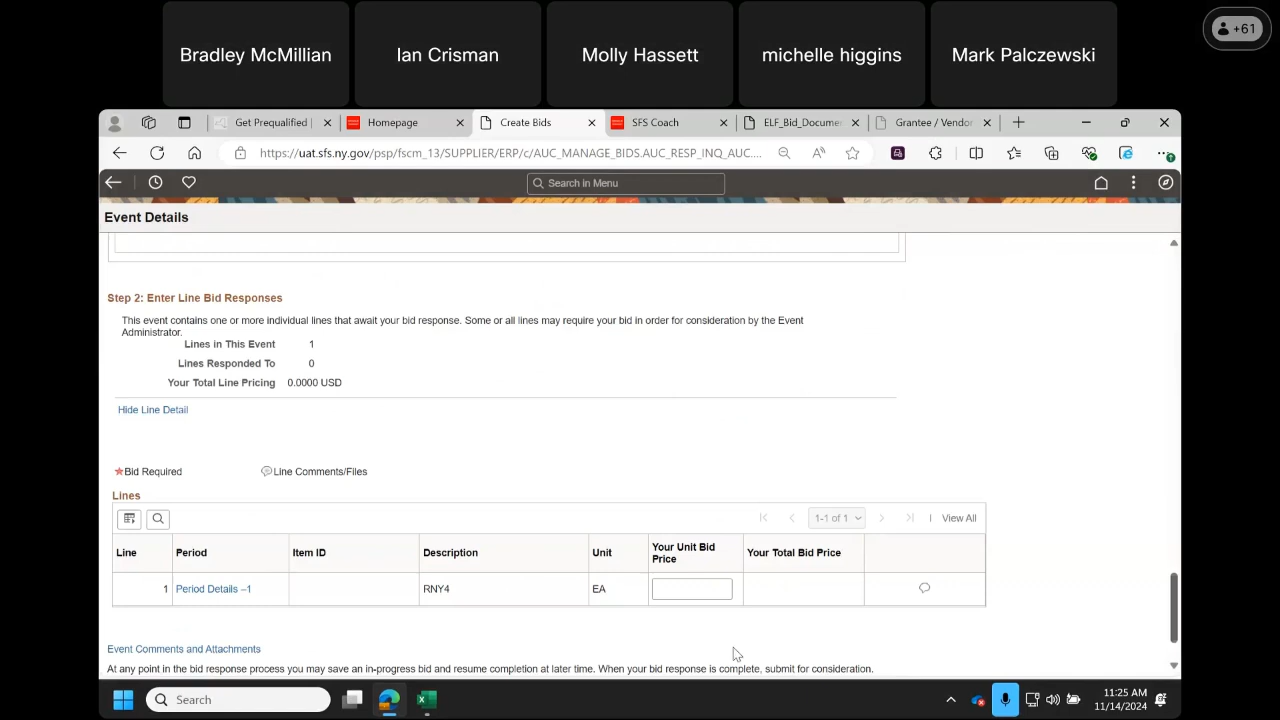 Bradley McMillian
Ian Crisman
Molly Hassett
michelle higgins
Mark Palczewski
+61
Get Prequalified |
Homepage
Create Bids
SFS Coach
ELF_Bid_Docume
Grantee / Vendor
https://uat.sfs.ny.gov/psp/fscm_13/SUPPLIER/ERP/c/AUC_MANAGE_BIDS.AUC_RESP_INQ_AUC....
Search in Menu
Event Details
Step 2: Enter Line Bid Responses
This event contains one or more individual lines that await your bid response. Some or all lines may require your bid in order for consideration by the Event
Administrator.
Lines in This Event 1
Lines Responded To 0
Your Total Line Pricing 0.0000 USD
Hide Line Detail
Bid Required Line Comments/Files
Lines
1-1 of 1 | View All
Line Period Item ID Description Unit Your Unit Bid Price Your Total Bid Price
1 Period Details –1 RNY4 EA
Event Comments and Attachments
At any point in the bid response process you may save an in-progress bid and resume completion at later time. When your bid response is complete, submit for consideration.
Search
11:25 AM
11/14/2024